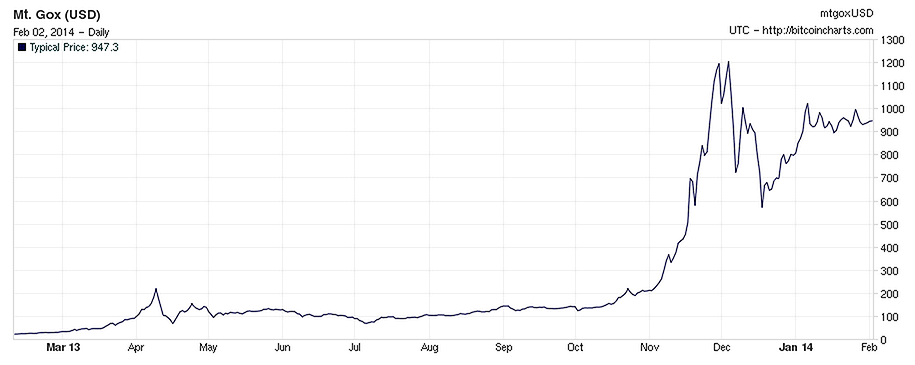 Mt. Gox (USD)
mtgoxUSD
Feb 02, 2014 – Daily
UTC – http://bitcoincharts.com
Typical Price: 947.3
1300
1200
1100
1000
900
800
700
600
500
400
300
200
100
0
Mar 13 Apr May Jun Jul Aug Sep Oct Nov Dec Jan 14 Feb